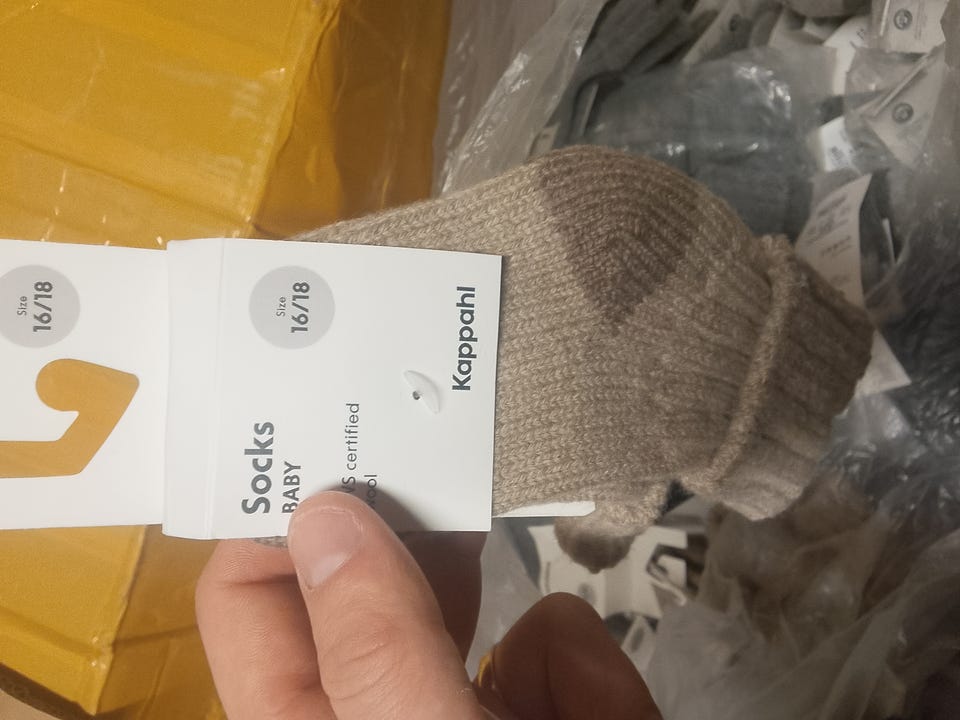 Size
16/18
Size
16/18
Kappahl
Socks
BABY
certified